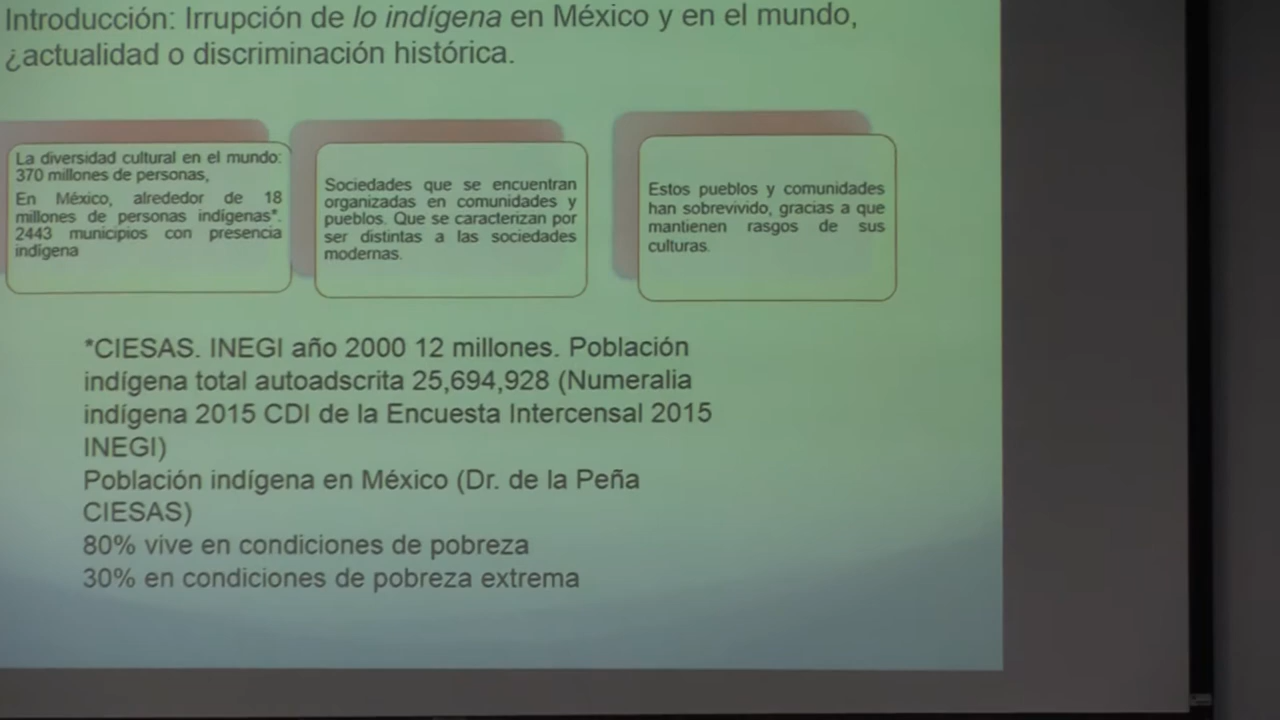 Introducción: Irrupción de lo indígena en México y en el mundo,
¿actualidad o discriminación histórica.
La diversidad cultural en el mundo:
370 millones de personas,
En México, alrededor de 18
millones de personas indígenas*.
2443 municipios con presencia
indígena
Sociedades que se encuentran
organizadas en comunidades y
pueblos. Que se caracterizan por
ser distintas a las sociedades
modernas.
Estos pueblos y comunidades
han sobrevivido, gracias a que
mantienen rasgos de sus
culturas.
*CIESAS. INEGI año 2000 12 millones. Población
indígena total autoadscrita 25,694,928 (Numeralia
indígena 2015 CDI de la Encuesta Intercensal 2015
INEGI)
Población indígena en México (Dr. de la Peña
CIESAS)
80% vive en condiciones de pobreza
30% en condiciones de pobreza extrema